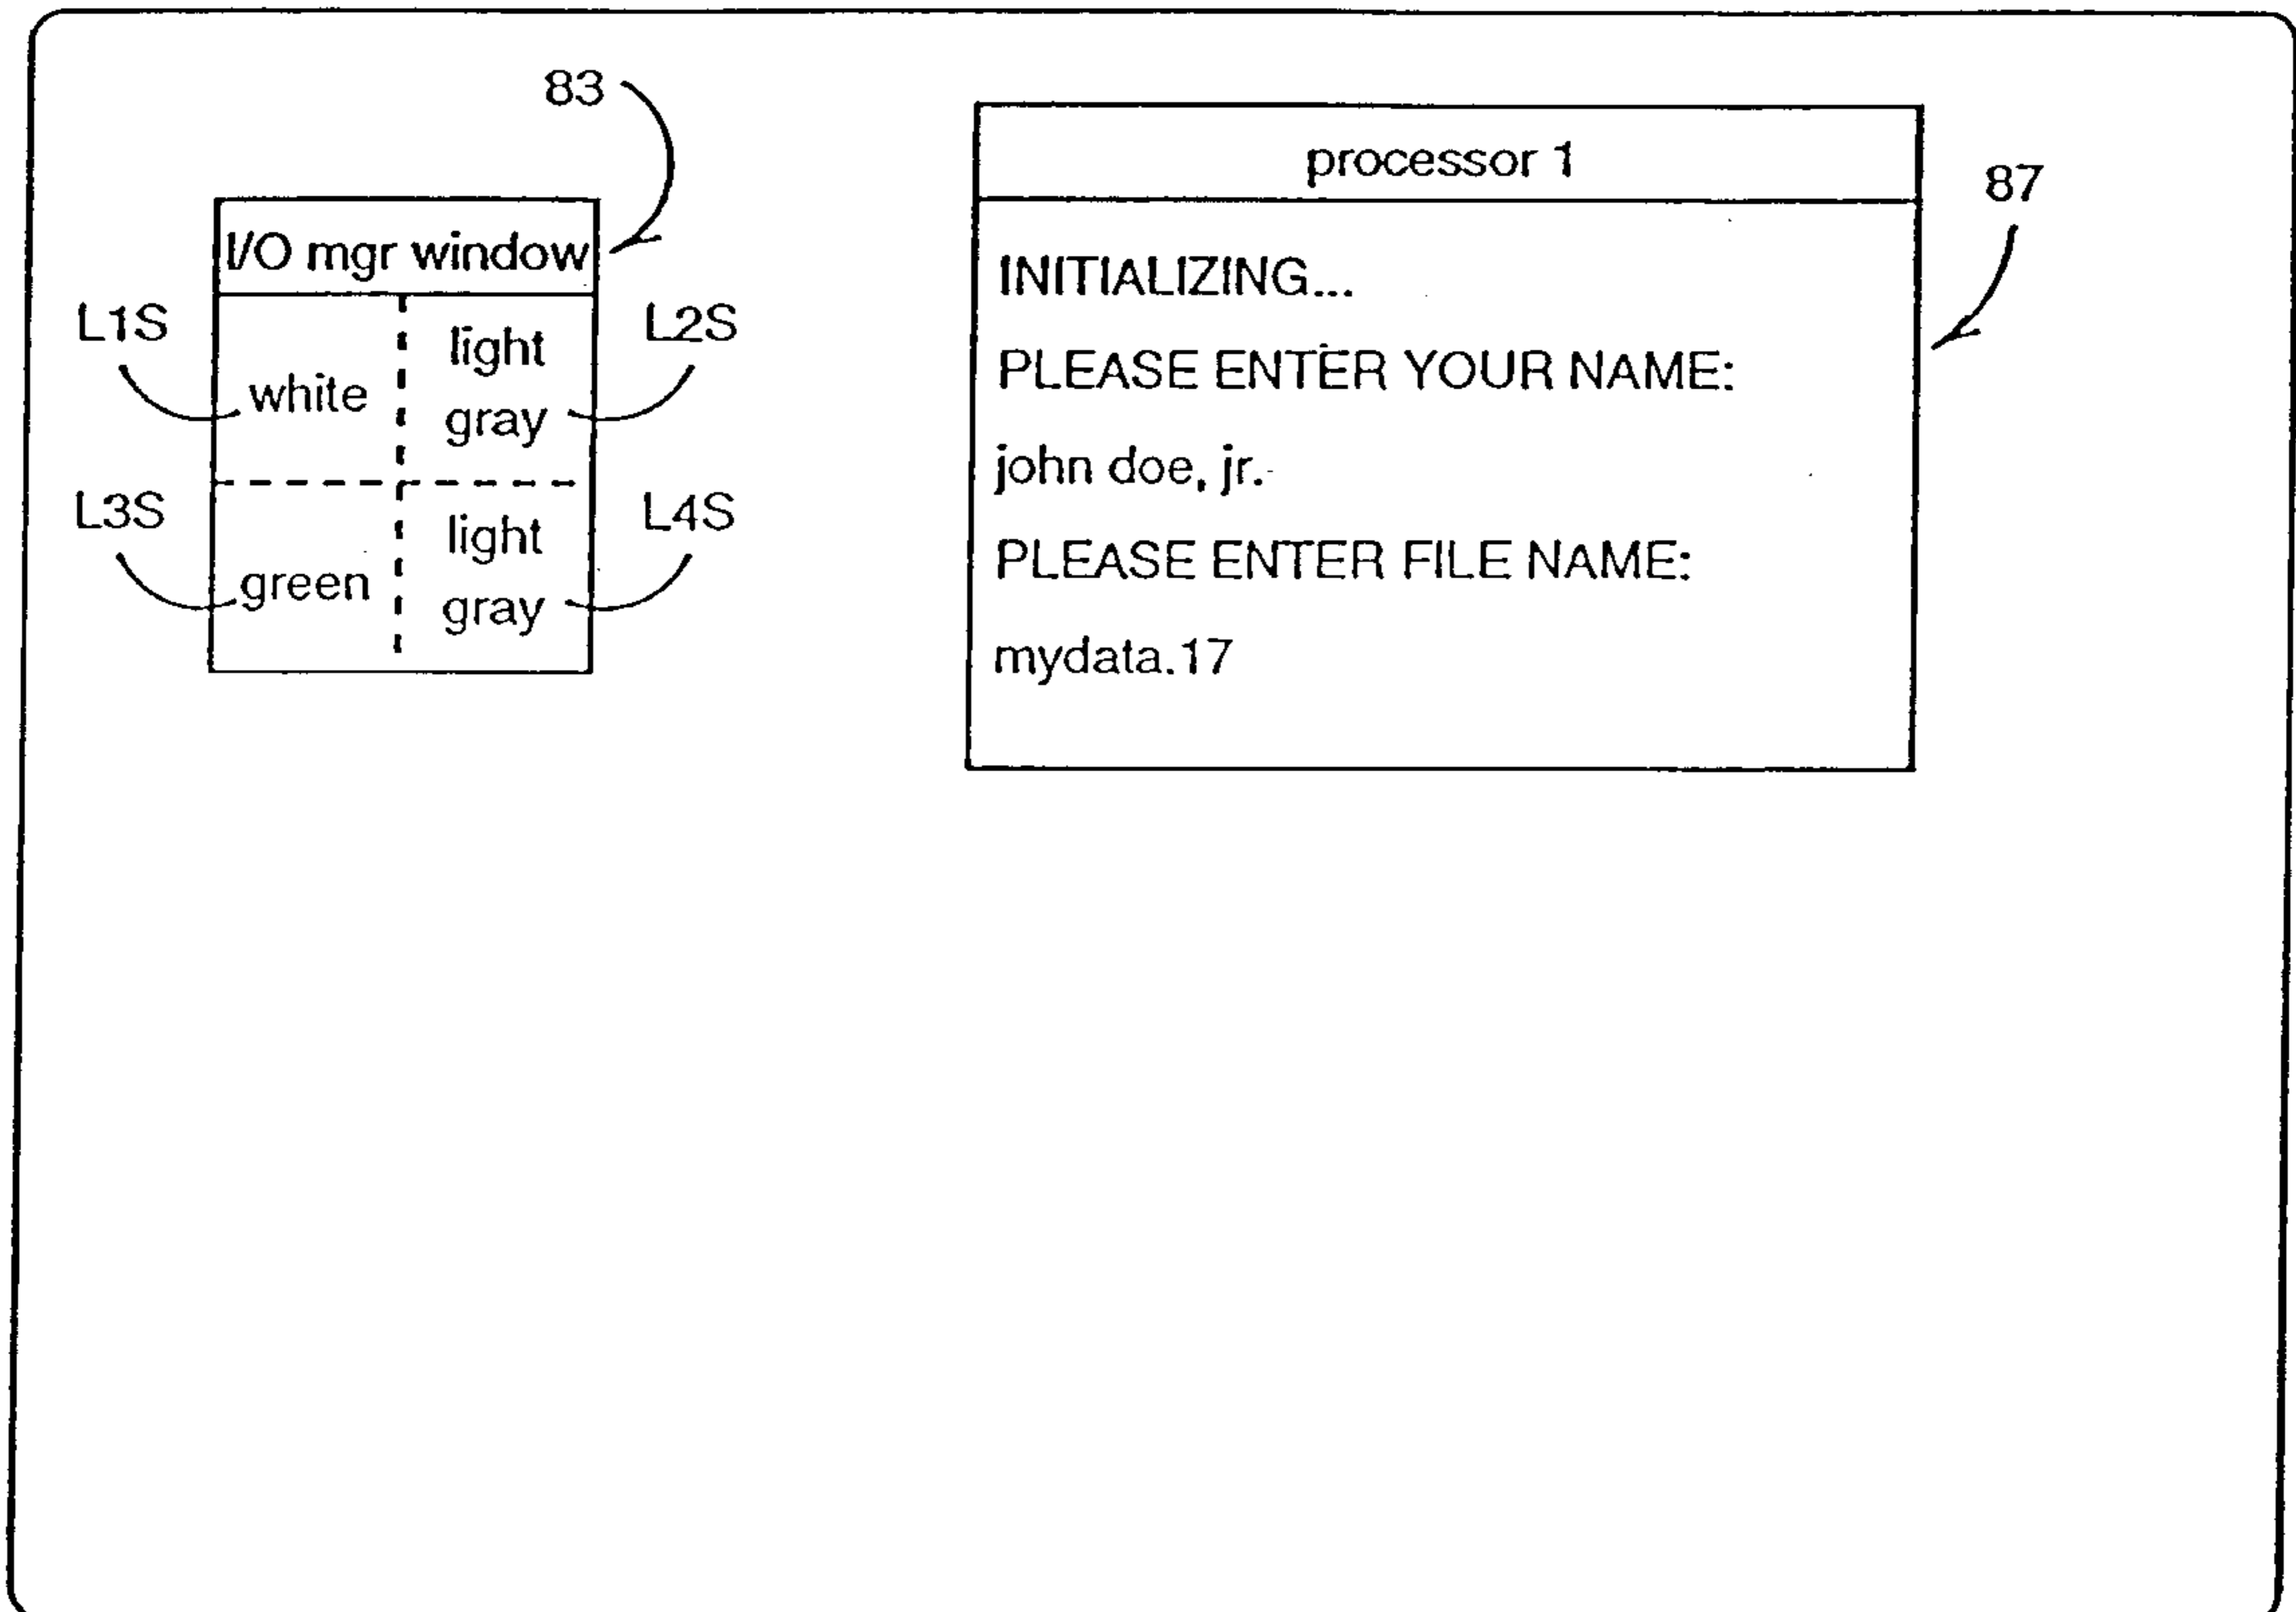 83
I/O mgr window
L1S
white
light
gray
L2S
L3S
green
light
gray
L4S
processor 1
87
INITIALIZING...
PLEASE ENTER YOUR NAME:
john doe, jr.
PLEASE ENTER FILE NAME:
mydata.17